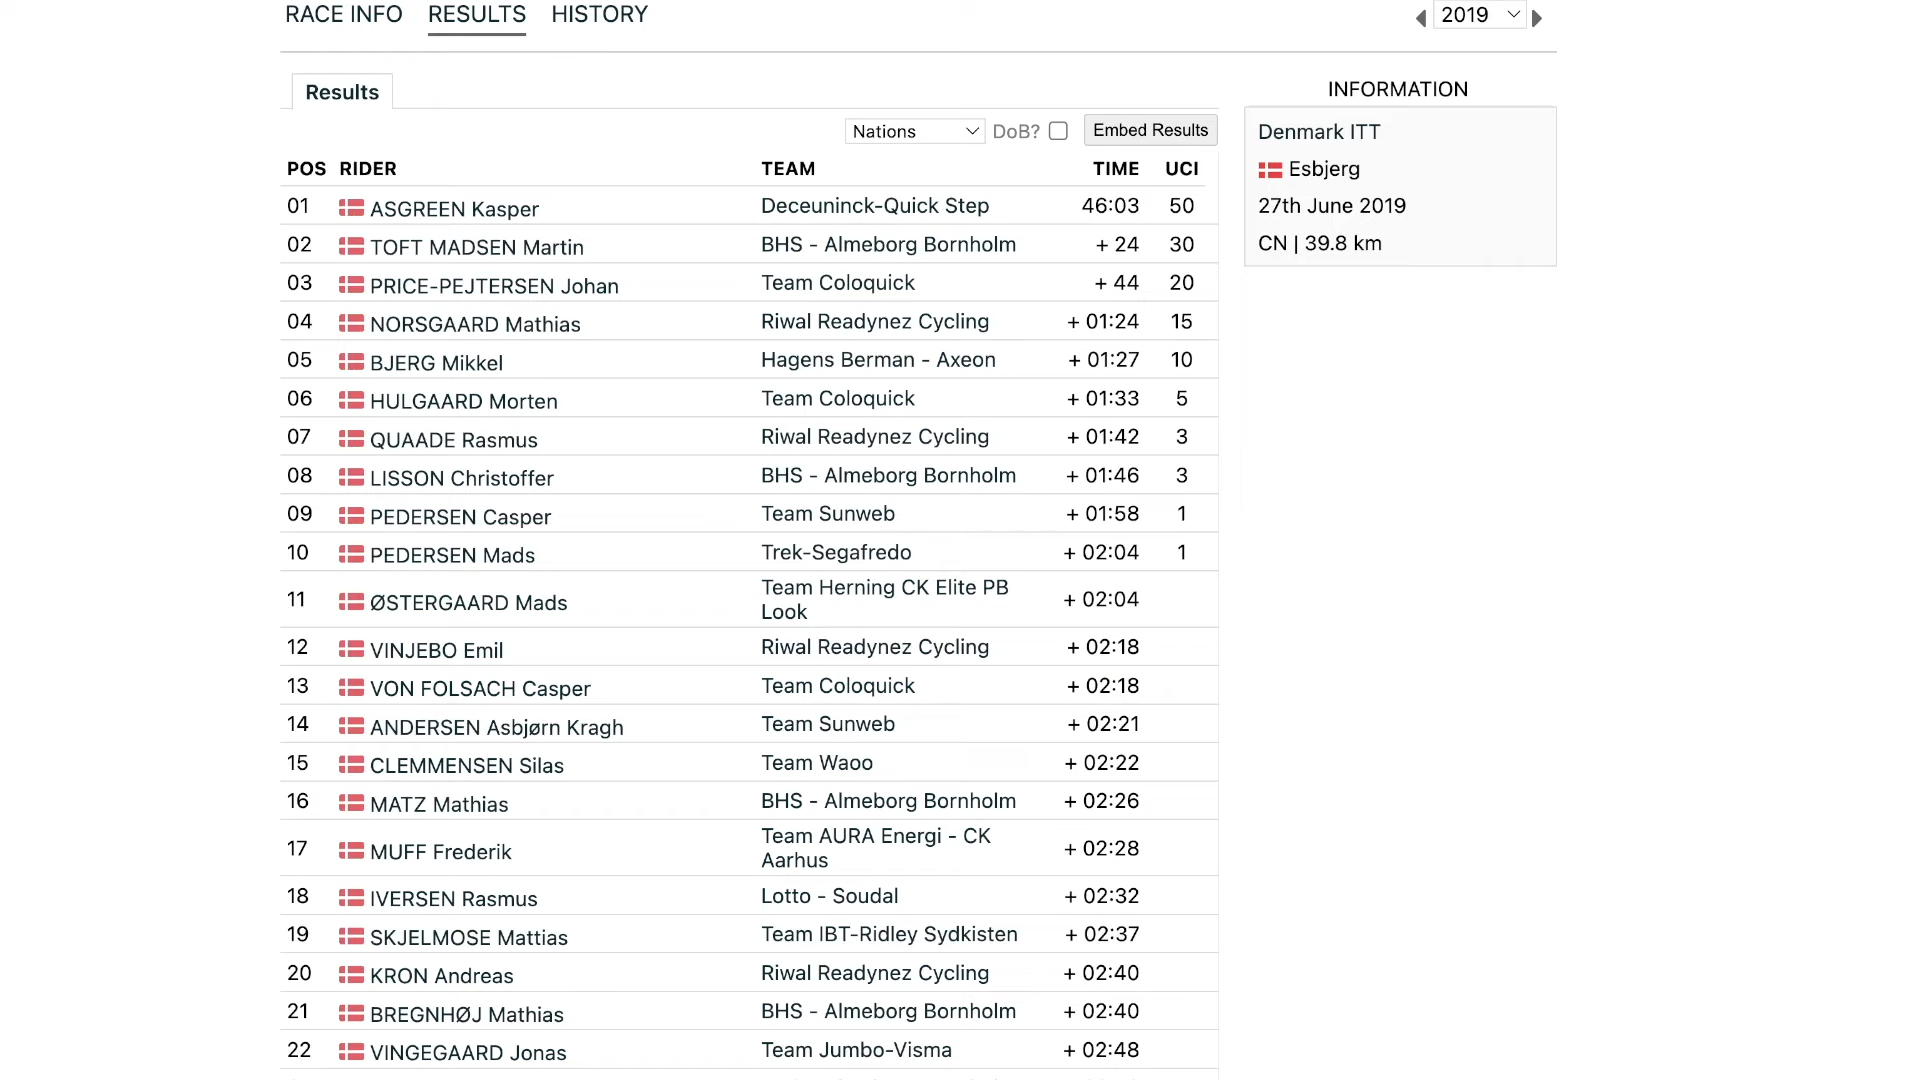 RACE INFO RESULTS HISTORY 2019
Results
INFORMATION
Nations DoB? Embed Results
Denmark ITT
Esbjerg
27th June 2019
CN | 39.8 km
POS RIDER TEAM TIME UCI
01 ASGREEN Kasper Deceuninck-Quick Step 46:03 50
02 TOFT MADSEN Martin BHS - Almeborg Bornholm + 24 30
03 PRICE-PEJTERSEN Johan Team Coloquick + 44 20
04 NORSGAARD Mathias Riwal Readynez Cycling + 01:24 15
05 BJERG Mikkel Hagens Berman - Axeon + 01:27 10
06 HULGAARD Morten Team Coloquick + 01:33 5
07 QUAADE Rasmus Riwal Readynez Cycling + 01:42 3
08 LISSON Christoffer BHS - Almeborg Bornholm + 01:46 3
09 PEDERSEN Casper Team Sunweb + 01:58 1
10 PEDERSEN Mads Trek-Segafredo + 02:04 1
11 ØSTERGAARD Mads Team Herning CK Elite PB
Look + 02:04
12 VINJEBO Emil Riwal Readynez Cycling + 02:18
13 VON FOLSACH Casper Team Coloquick + 02:18
14 ANDERSEN Asbjørn Kragh Team Sunweb + 02:21
15 CLEMMENSEN Silas Team Waoo + 02:22
16 MATZ Mathias BHS - Almeborg Bornholm + 02:26
17 MUFF Frederik Team AURA Energi - CK
Aarhus + 02:28
18 IVERSEN Rasmus Lotto - Soudal + 02:32
19 SKJELMOSE Mattias Team IBT-Ridley Sydkisten + 02:37
20 KRON Andreas Riwal Readynez Cycling + 02:40
21 BREGNHØJ Mathias BHS - Almeborg Bornholm + 02:40
22 VINGEGAARD Jonas Team Jumbo-Visma + 02:48